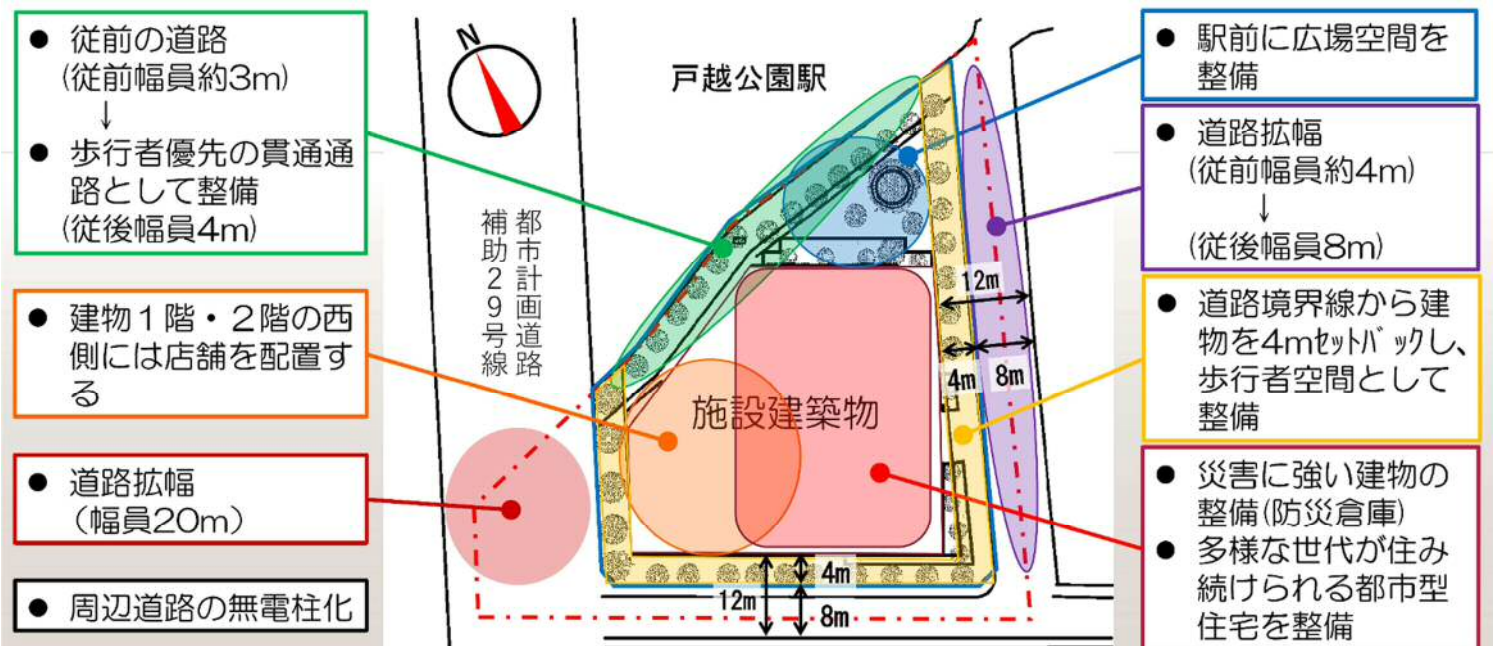 ● 従前の道路
(従前幅員約3m)
↓
● 歩行者優先の貫通通
路として整備
(従後幅員4m)
● 建物１階・２階の西
側には店舗を配置す
る
● 道路拡幅
（幅員20m）
● 周辺道路の無電柱化
N
戸越公園駅
都市計画道路
補助２９号線
施設建築物
12m
4m
8m
4m
12m
8m
● 駅前に広場空間を
整備
● 道路拡幅
(従前幅員約4m)
↓
(従後幅員8m)
● 道路境界線から建
物を4mｾｯﾄﾊﾞｯｸし、
歩行者空間として
整備
● 災害に強い建物の
整備(防災倉庫)
● 多様な世代が住み
続けられる都市型
住宅を整備